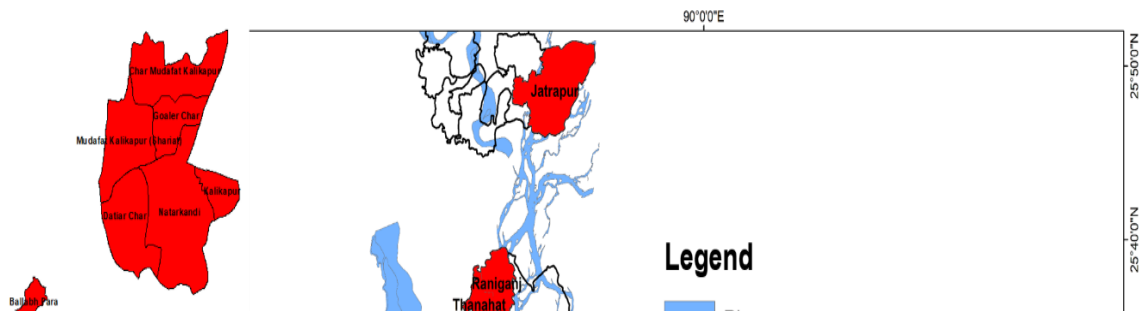 90°0'0"E
25°50'0"N
Char Mudafat Kalikapur
Jatrapur
Goaler Char
Mudafat Kalikapur (Shariat)
Kalikapur
Datiar Char
Natarkandi
25°40'0"N
Legend
Raniganj
Ballabh Para
Thanahat